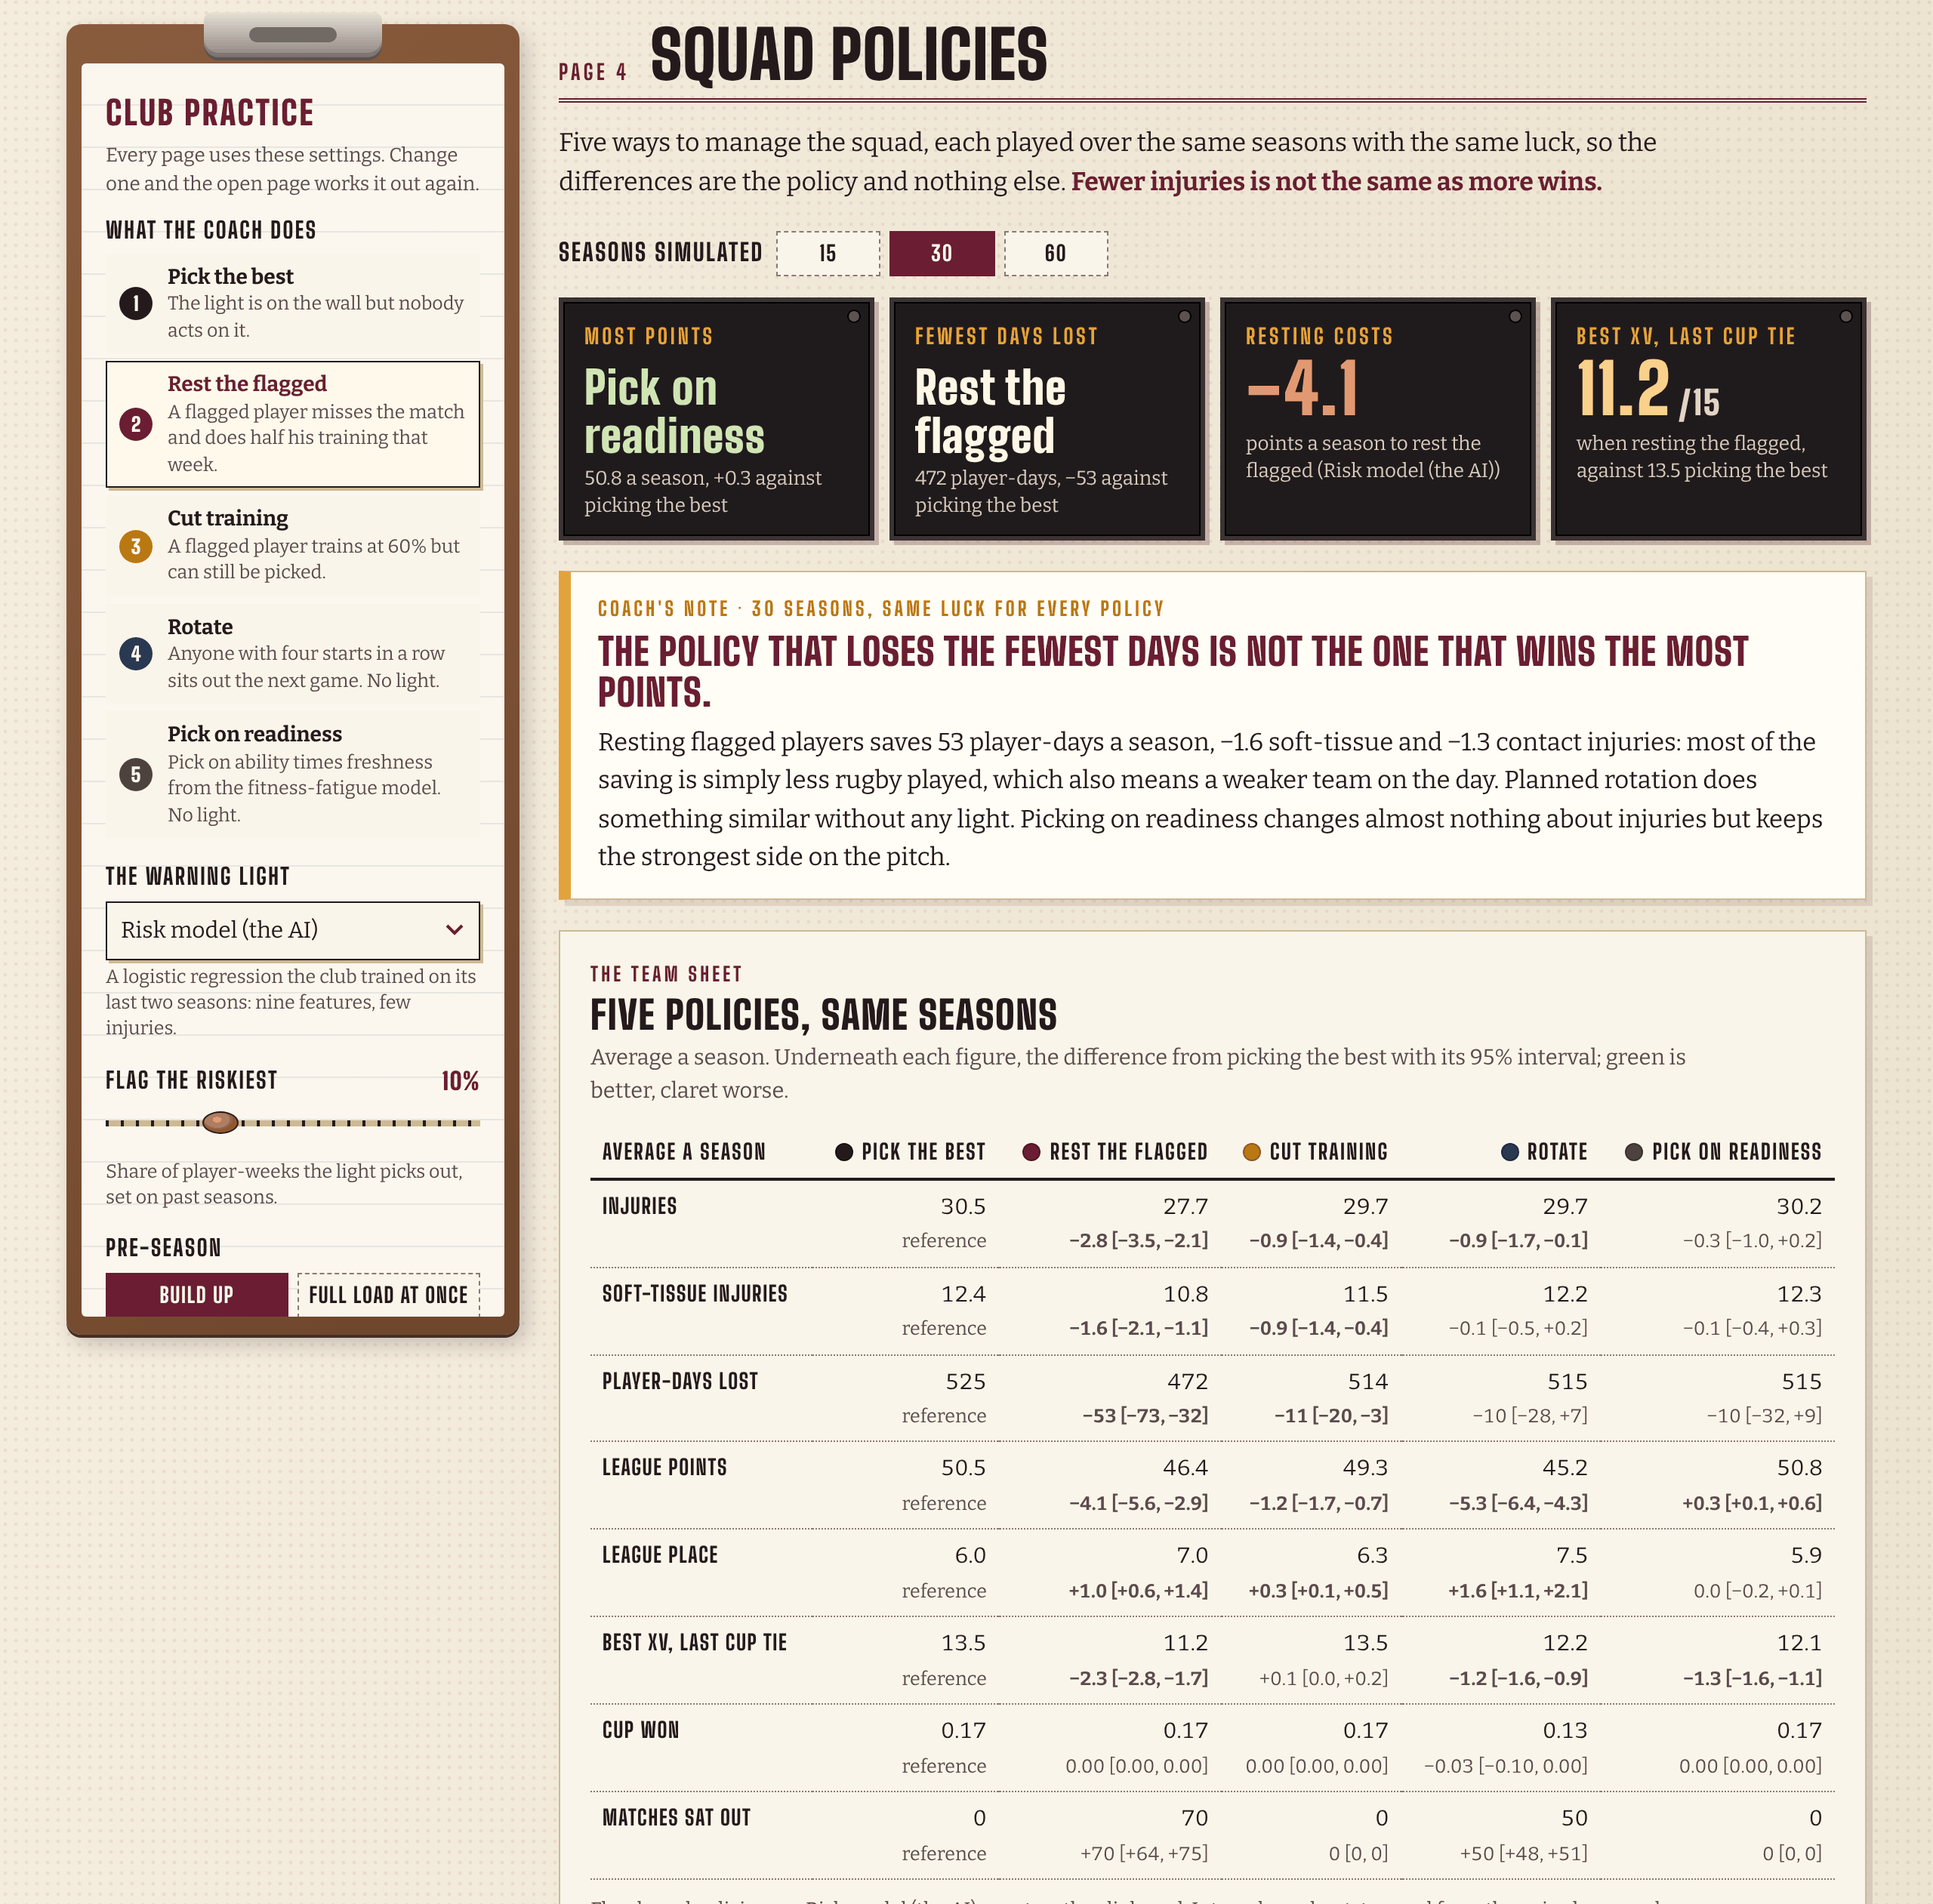 CLUB PRACTICE
Every page uses these settings. Change
one and the open page works it out again.
WHAT THE COACH DOES
1
Pick the best
The light is on the wall but nobody
acts on it.
2
Rest the flagged
A flagged player misses the match
and does half his training that
week.
3
Cut training
A flagged player trains at 60% but
can still be picked.
4
Rotate
Anyone with four starts in a row
sits out the next game. No light.
5
Pick on readiness
Pick on ability times freshness
from the fitness-fatigue model.
No light.
THE WARNING LIGHT
Risk model (the AI)
A logistic regression the club trained on its
last two seasons: nine features, few
injuries.
FLAG THE RISKIEST 10%
Share of player-weeks the light picks out,
set on past seasons.
PRE-SEASON
BUILD UP FULL LOAD AT ONCE
PAGE 4 SQUAD POLICIES
Five ways to manage the squad, each played over the same seasons with the same luck, so the
differences are the policy and nothing else. Fewer injuries is not the same as more wins.
SEASONS SIMULATED 15 30 60
MOST POINTS
Pick on
readiness
50.8 a season, +0.3 against
picking the best
FEWEST DAYS LOST
Rest the
flagged
472 player-days, −53 against
picking the best
RESTING COSTS
−4.1
points a season to rest the
flagged (Risk model (the AI))
BEST XV, LAST CUP TIE
11.2 /15
when resting the flagged,
against 13.5 picking the best
COACH'S NOTE · 30 SEASONS, SAME LUCK FOR EVERY POLICY
THE POLICY THAT LOSES THE FEWEST DAYS IS NOT THE ONE THAT WINS THE MOST
POINTS.
Resting flagged players saves 53 player-days a season, −1.6 soft-tissue and −1.3 contact injuries: most of the
saving is simply less rugby played, which also means a weaker team on the day. Planned rotation does
something similar without any light. Picking on readiness changes almost nothing about injuries but keeps
the strongest side on the pitch.
THE TEAM SHEET
FIVE POLICIES, SAME SEASONS
Average a season. Underneath each figure, the difference from picking the best with its 95% interval; green is
better, claret worse.
AVERAGE A SEASON PICK THE BEST REST THE FLAGGED CUT TRAINING ROTATE PICK ON READINESS
INJURIES 30.5 27.7 29.7 29.7 30.2
reference −2.8 [−3.5, −2.1] −0.9 [−1.4, −0.4] −0.9 [−1.7, −0.1] −0.3 [−1.0, +0.2]
SOFT-TISSUE INJURIES 12.4 10.8 11.5 12.2 12.3
reference −1.6 [−2.1, −1.1] −0.9 [−1.4, −0.4] −0.1 [−0.5, +0.2] −0.1 [−0.4, +0.3]
PLAYER-DAYS LOST 525 472 514 515 515
reference −53 [−73, −32] −11 [−20, −3] −10 [−28, +7] −10 [−32, +9]
LEAGUE POINTS 50.5 46.4 49.3 45.2 50.8
reference −4.1 [−5.6, −2.9] −1.2 [−1.7, −0.7] −5.3 [−6.4, −4.3] +0.3 [+0.1, +0.6]
LEAGUE PLACE 6.0 7.0 6.3 7.5 5.9
reference +1.0 [+0.6, +1.4] +0.3 [+0.1, +0.5] +1.6 [+1.1, +2.1] 0.0 [−0.2, +0.1]
BEST XV, LAST CUP TIE 13.5 11.2 13.5 12.2 12.1
reference −2.3 [−2.8, −1.7] +0.1 [0.0, +0.2] −1.2 [−1.6, −0.9] −1.3 [−1.6, −1.1]
CUP WON 0.17 0.17 0.17 0.13 0.17
reference 0.00 [0.00, 0.00] 0.00 [0.00, 0.00] −0.03 [−0.10, 0.00] 0.00 [0.00, 0.00]
MATCHES SAT OUT 0 70 0 50 0
reference +70 [+64, +75] 0 [0, 0] +50 [+48, +51] 0 [0, 0]